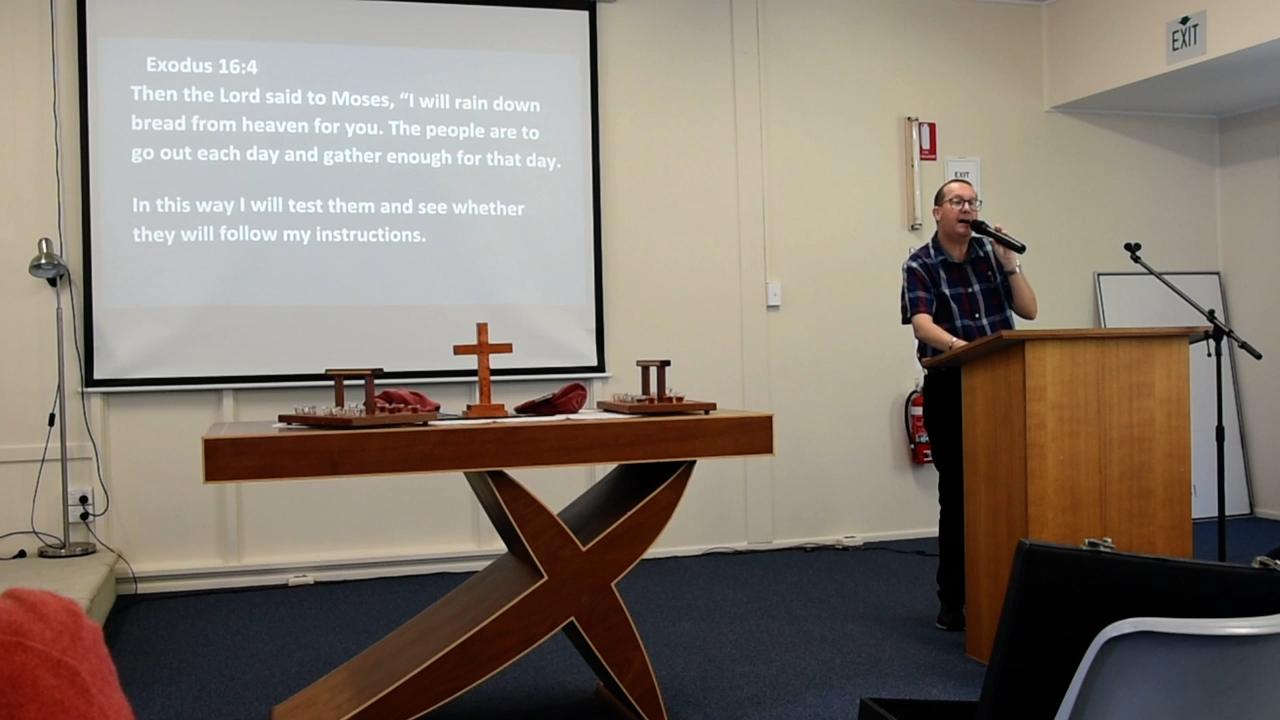 Exodus 16:4
Then the Lord said to Moses, “I will rain down
bread from heaven for you. The people are to
go out each day and gather enough for that day.
In this way I will test them and see whether
they will follow my instructions.
EXIT
EXIT